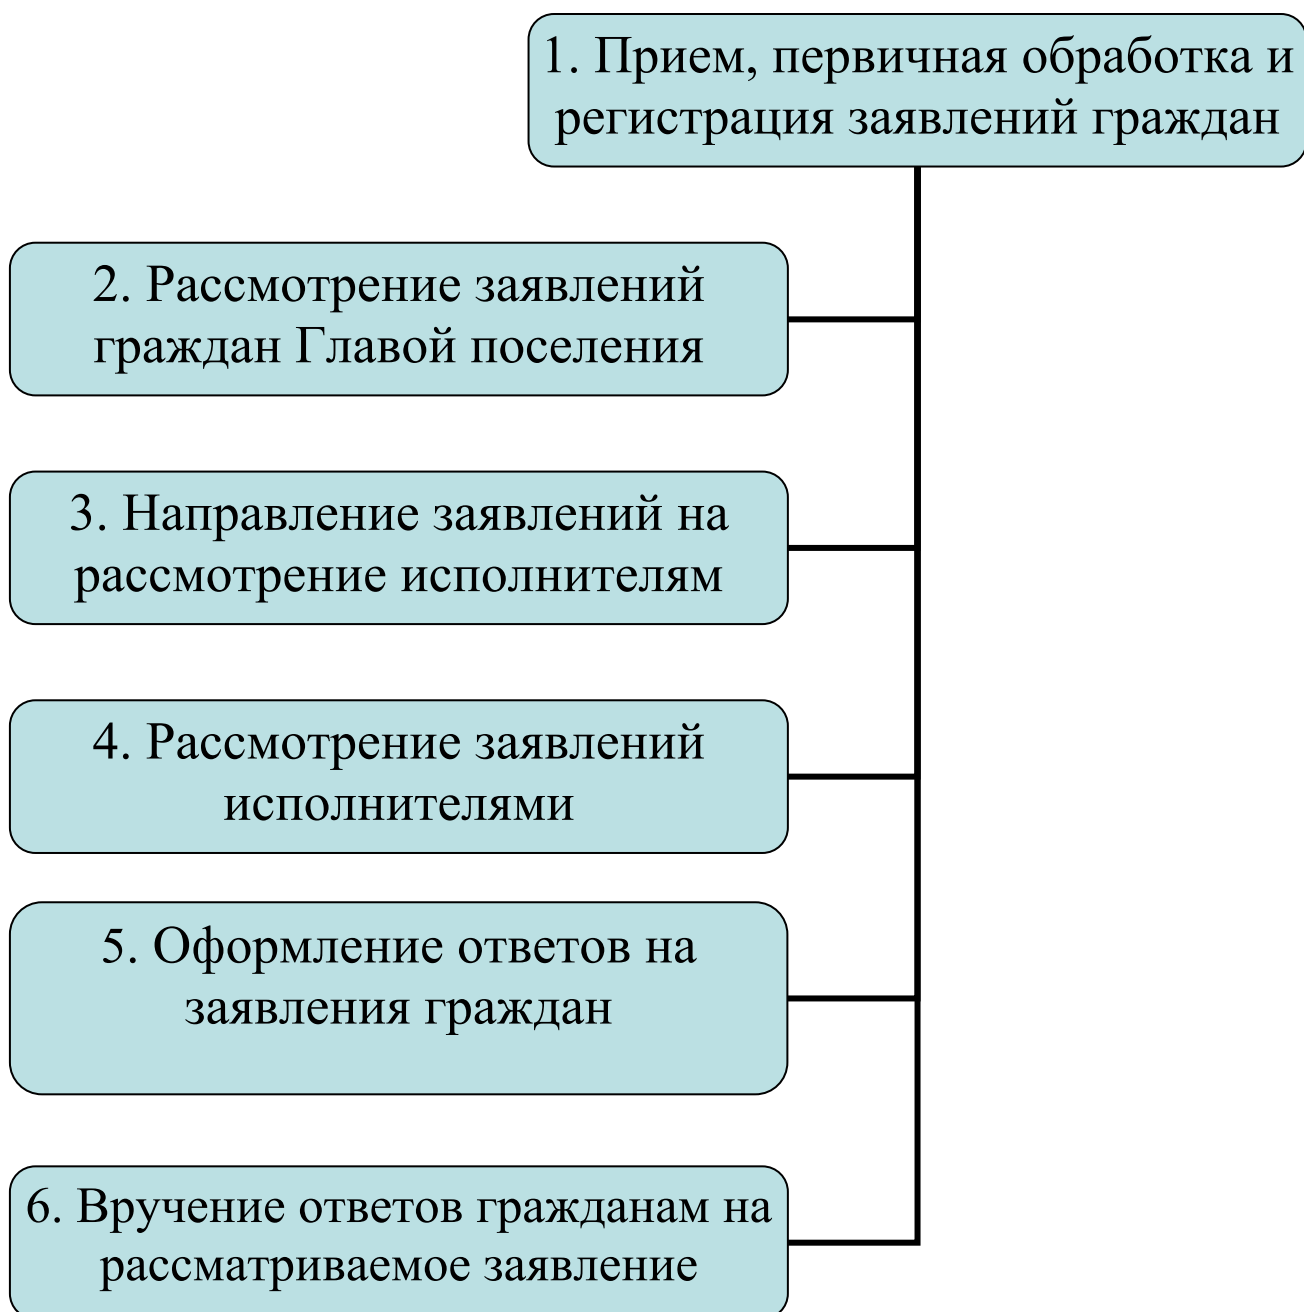 1. Прием, первичная обработка и
регистрация заявлений граждан
2. Рассмотрение заявлений
граждан Главой поселения
3. Направление заявлений на
рассмотрение исполнителям
4. Рассмотрение заявлений
исполнителями
5. Оформление ответов на
заявления граждан
6. Вручение ответов гражданам на
рассматриваемое заявление